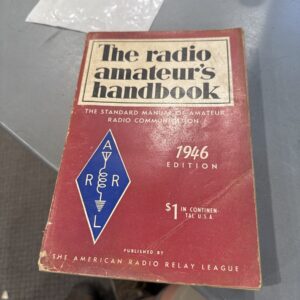 The radio
amateur's
handbook
THE STANDARD MANUAL OF AMATEUR
RADIO COMMUNICATION
1946
EDITION
A
R R
L
$1 IN CONTINEN-
TAL U.S.A.
PUBLISHED BY
THE AMERICAN RADIO RELAY LEAGUE